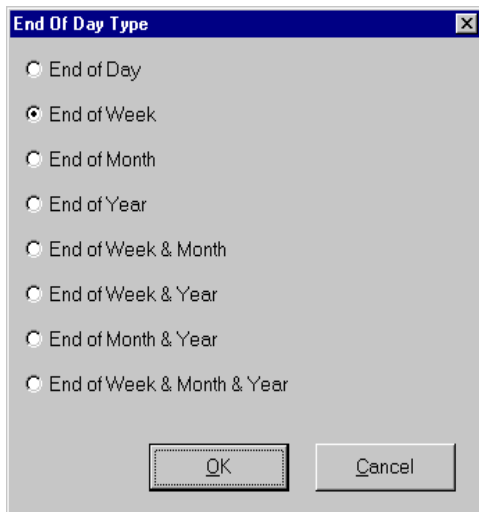 End Of Day Type
End of Day
End of Week
End of Month
End of Year
End of Week & Month
End of Week & Year
End of Month & Year
End of Week & Month & Year
OK Cancel